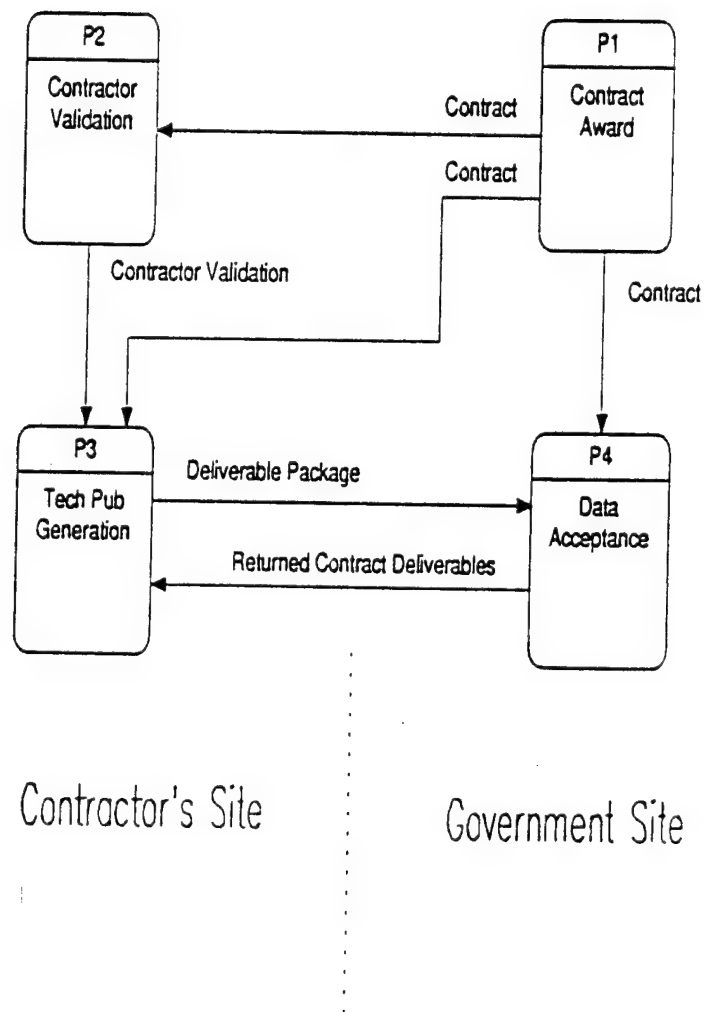 P2
Contractor
Validation
P1
Contract
Award
Contract
Contract
Contractor Validation
Contract
P3
Tech Pub
Generation
Deliverable Package
Returned Contract Deliverables
P4
Data
Acceptance
Contractor's Site
Government Site